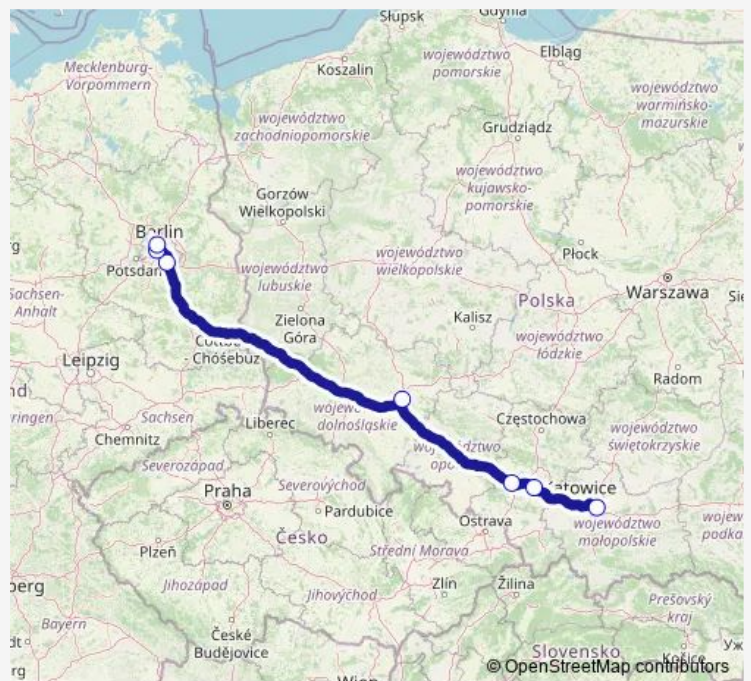 Słupsk
Gdynia
Mecklenburg-
Vorpommern
Koszalin
Elbląg
województwo
pomorskie
województwo
zachodniopomorskie
województwo
warmińsko-
mazurskie
Grudziądz
województwo
kujawsko-
pomorskie
Gorzów
Wielkopolski
Berlin
Potsdam
województwo
lubuskie
województwo
wielkopolskie
Płock
Sachsen-
Anhalt
Polska
Warszawa
Zielona
Góra
Kalisz
województwo
łódzkie
- Chóśebuz
Leipzig
Radom
Sachsen
Chemnitz
Liberec
dolnośląskie
Częstochowa
województwo
świętokrzyskie
Severozápad
Praha
Severovýchod
Pardubice
Katowice
Ostrava
województwo
małopolskie
Česko
Plzeň
Střední Morava
Jihozápad
Jihovýchod
Zlín
Žilina
Prešovský
kraj
Bayern
České
Budějovice
Slovensko
Košice
© OpenStreetMap contributors